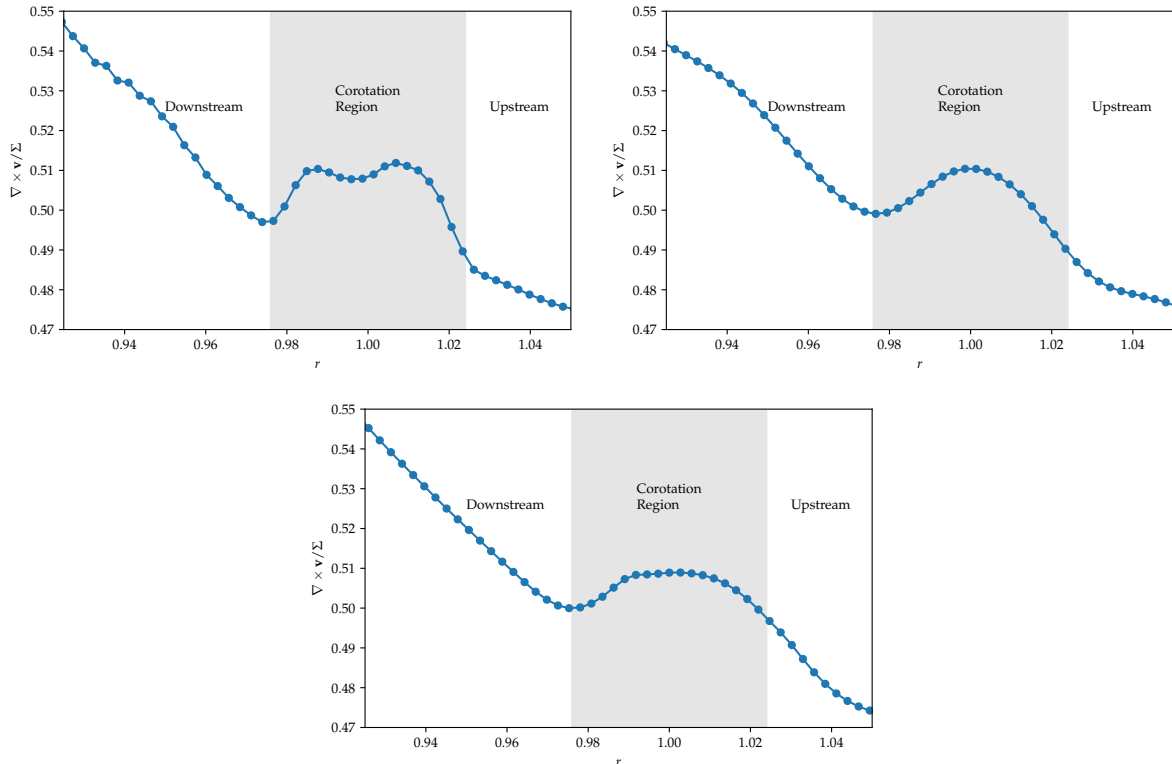 0.55
0.54
0.53
0.52
0.51
0.50
0.49
0.48
0.47
∇ × v/Σ
Downstream
Corotation
Region
Upstream
0.94
0.96
0.98
1.00
1.02
1.04
r
0.55
0.54
0.53
0.52
0.51
0.50
0.49
0.48
0.47
∇ × v/Σ
Downstream
Corotation
Region
Upstream
0.94
0.96
0.98
1.00
1.02
1.04
r
0.55
0.54
0.53
0.52
0.51
0.50
0.49
0.48
0.47
∇ × v/Σ
Downstream
Corotation
Region
Upstream
0.94
0.96
0.98
1.00
1.02
1.04
r